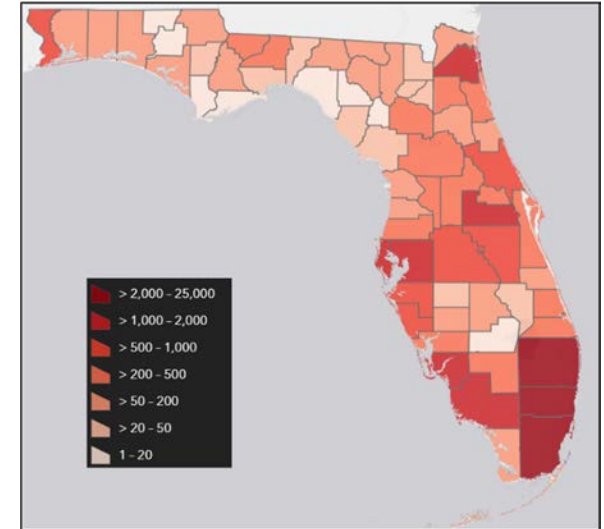 > 2,000 – 25,000
> 1,000 – 2,000
> 500 – 1,000
> 200 – 500
> 50 – 200
> 20 – 50
1 – 20